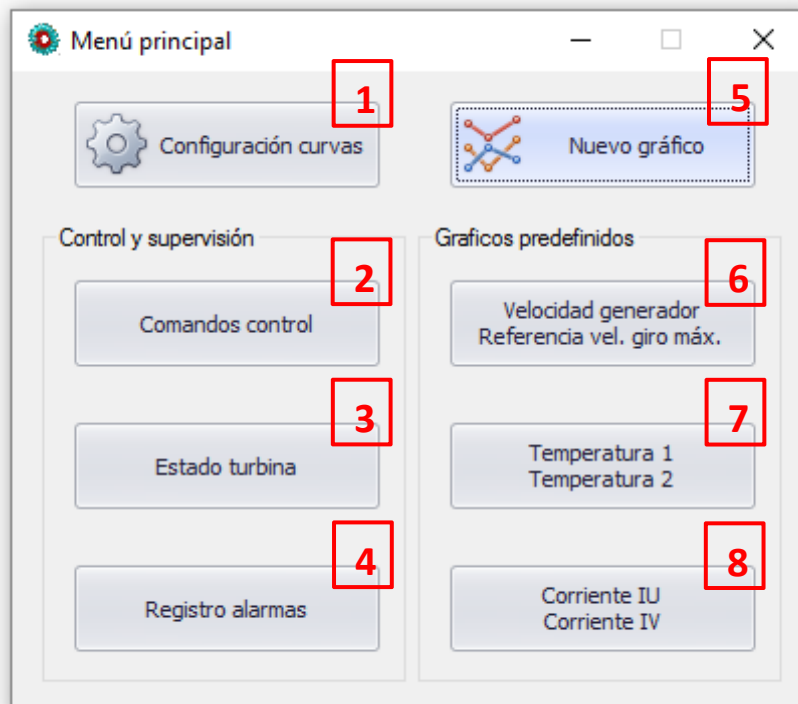 Menú principal
1
Configuración curvas
5
Nuevo gráfico
Control y supervisión
2
Comandos control
3
Estado turbina
4
Registro alarmas
Graficos predefinidos
6
Velocidad generador
Referencia vel. giro máx.
7
Temperatura 1
Temperatura 2
8
Corriente IU
Corriente IV